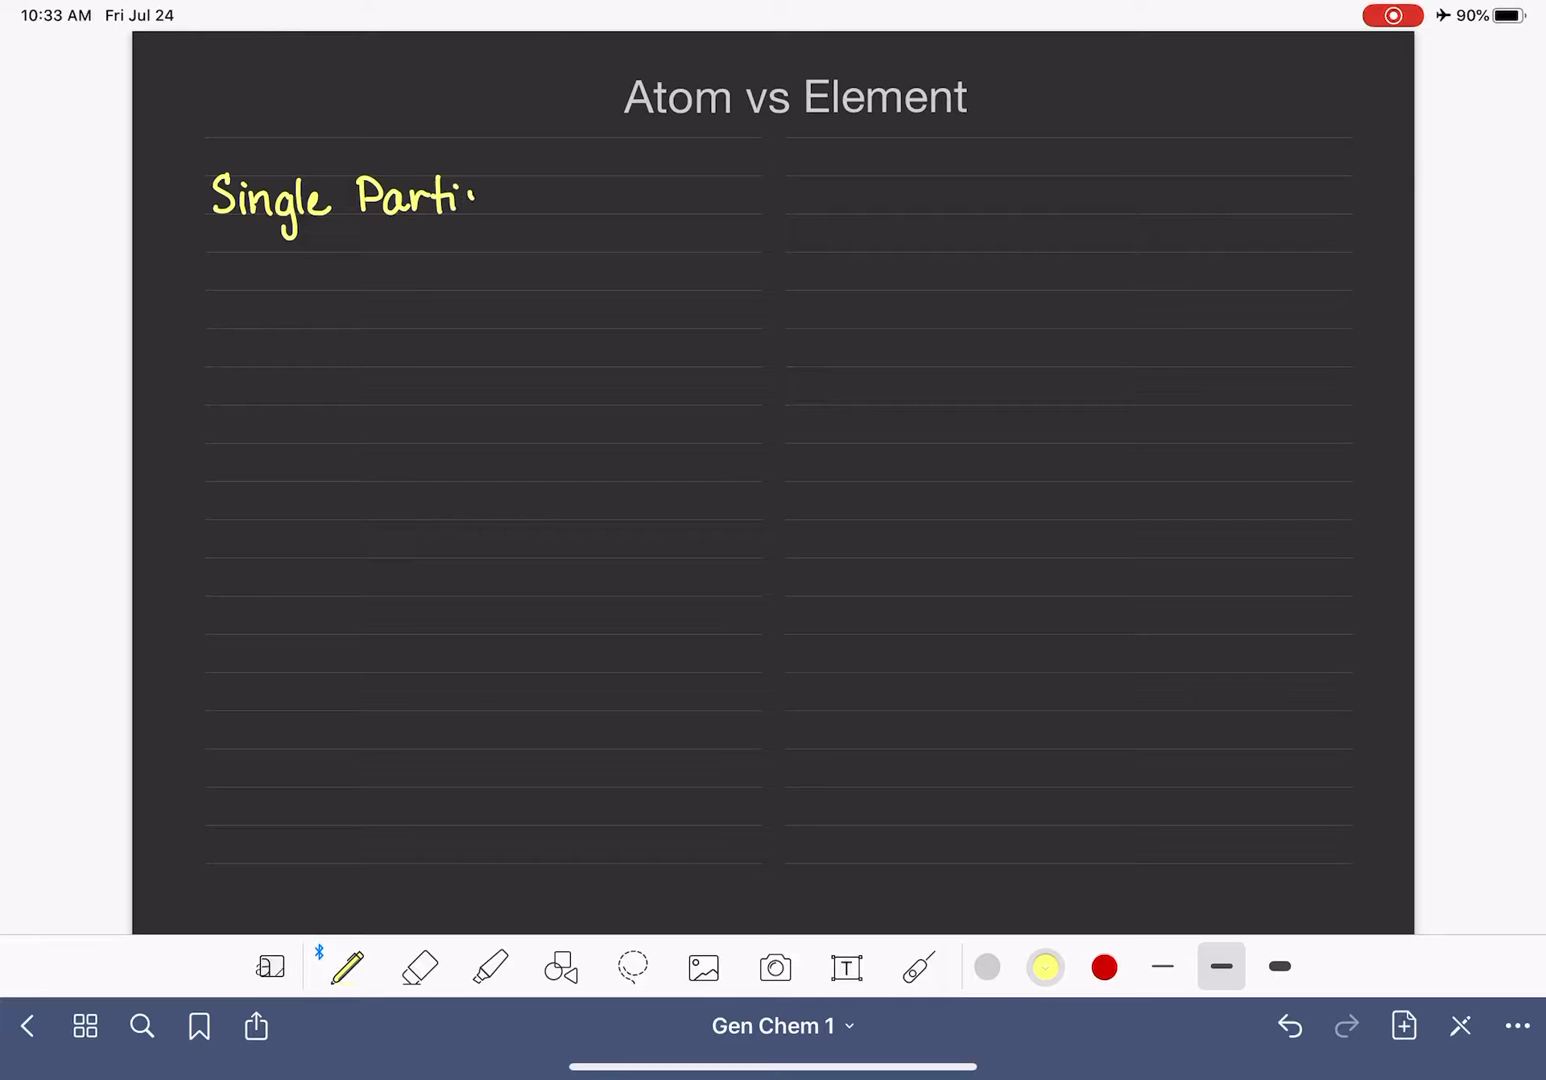 10:33 AM Fri Jul 24
90%
Atom vs Element
Single Parti
T
Gen Chem 1